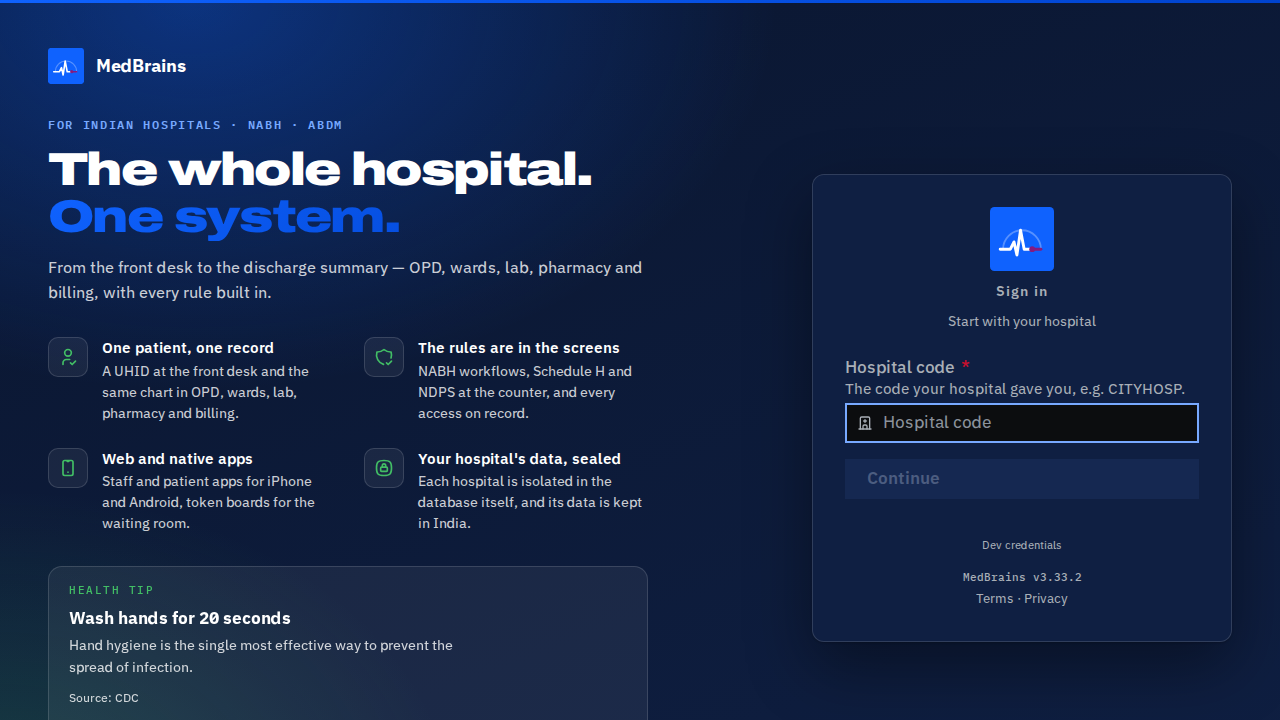 MedBrains
FOR INDIAN HOSPITALS · NABH · ABDM
The whole hospital.
One system.
From the front desk to the discharge summary — OPD, wards, lab, pharmacy and
billing, with every rule built in.
One patient, one record
A UHID at the front desk and the
same chart in OPD, wards, lab,
pharmacy and billing.
The rules are in the screens
NABH workflows, Schedule H and
NDPS at the counter, and every
access on record.
Web and native apps
Staff and patient apps for iPhone
and Android, token boards for the
waiting room.
Your hospital's data, sealed
Each hospital is isolated in the
database itself, and its data is kept
in India.
HEALTH TIP
Wash hands for 20 seconds
Hand hygiene is the single most effective way to prevent the
spread of infection.
Source: CDC
Sign in
Start with your hospital
Hospital code *
The code your hospital gave you, e.g. CITYHOSP.
Hospital code
Continue
Dev credentials
MedBrains v3.33.2
Terms · Privacy